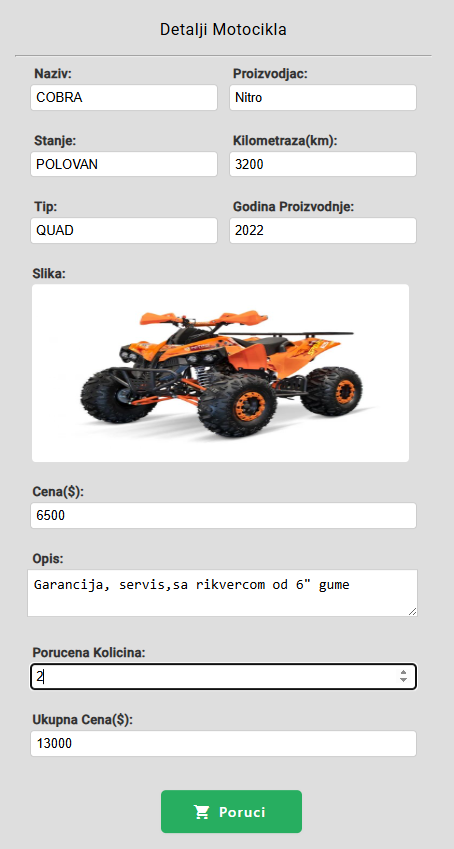 Detalji Motocikla
Naziv: Proizvodjac:
COBRA Nitro
Stanje: Kilometraza(km):
POLOVAN 3200
Tip: Godina Proizvodnje:
QUAD 2022
Slika:
Cena($):
6500
Opis:
Garancija, servis,sa rikvercom od 6" gume
Porucena Kolicina:
2
Ukupna Cena($):
13000
Poruci